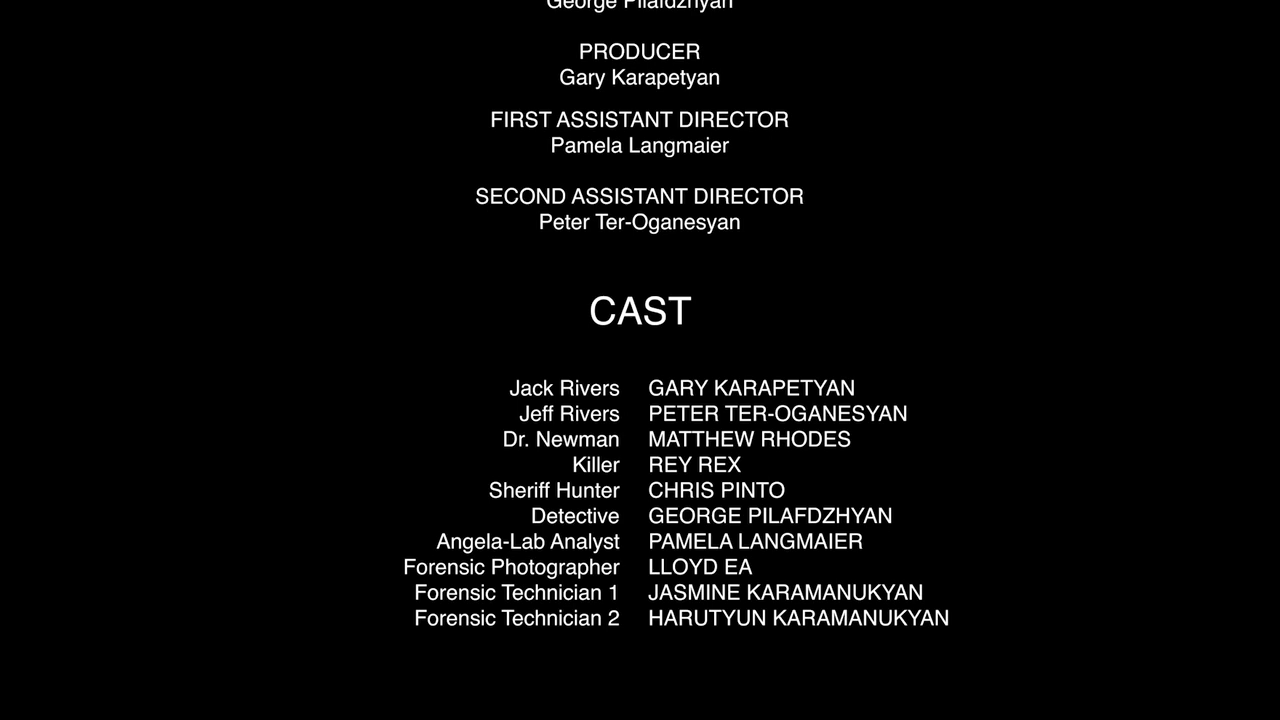 George Pilafdzhyan
PRODUCER
Gary Karapetyan
FIRST ASSISTANT DIRECTOR
Pamela Langmaier
SECOND ASSISTANT DIRECTOR
Peter Ter-Oganesyan
CAST
Jack Rivers GARY KARAPETYAN
Jeff Rivers PETER TER-OGANESYAN
Dr. Newman MATTHEW RHODES
Killer REY REX
Sheriff Hunter CHRIS PINTO
Detective GEORGE PILAFDZHYAN
Angela-Lab Analyst PAMELA LANGMAIER
Forensic Photographer LLOYD EA
Forensic Technician 1 JASMINE KARAMANUKYAN
Forensic Technician 2 HARUTYUN KARAMANUKYAN